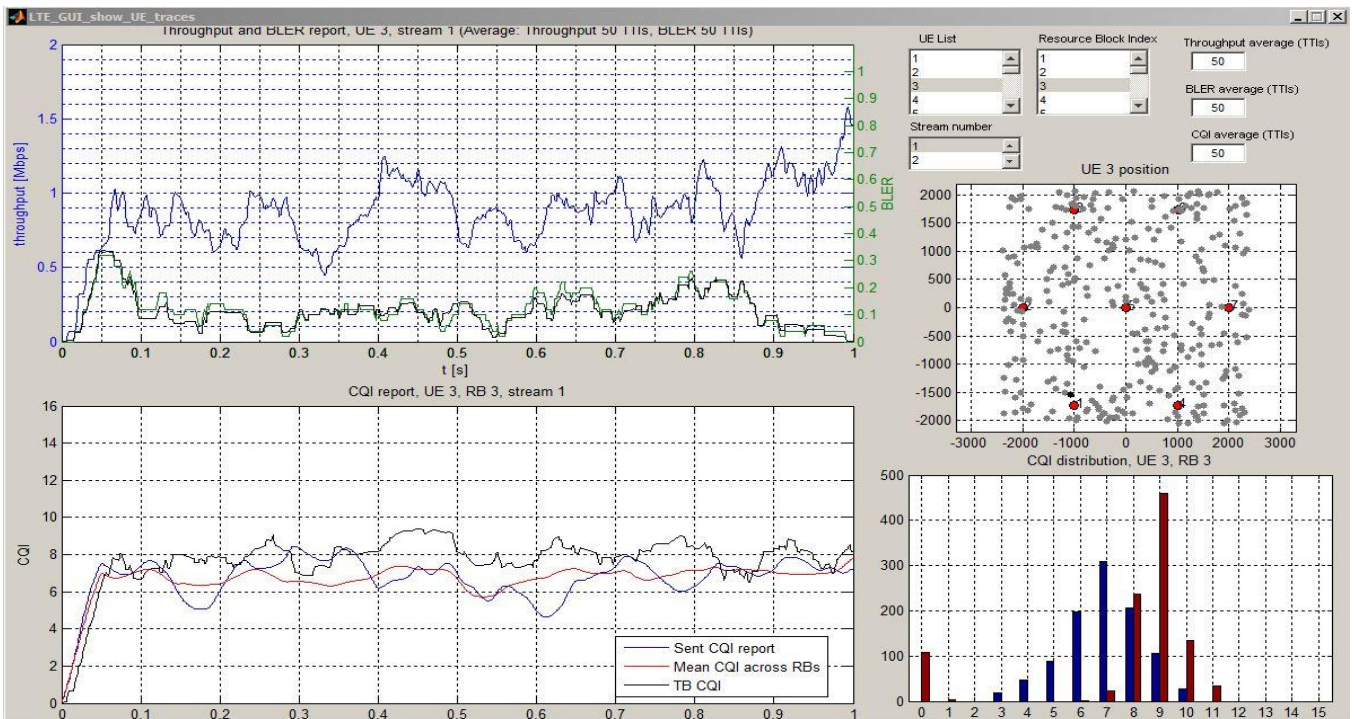 LTE_GUI_show_UE_traces
Throughput and BLER report, UE 3, stream 1 (Average: Throughput 50 TTIs, BLER 50 TTIs)
2
1.5
1
0.5
0
throughput [Mbps]
1
0.9
0.8
0.7
0.6
0.5
0.4
0.3
0.2
0.1
0
BLER
0 0.1 0.2 0.3 0.4 0.5 0.6 0.7 0.8 0.9 1
t [s]
CQI report, UE 3, RB 3, stream 1
16
14
12
10
8
6
4
2
0
CQI
Sent CQI report
Mean CQI across RBs
TB CQI
0 0.1 0.2 0.3 0.4 0.5 0.6 0.7 0.8 0.9 1
UE List
1
2
3
4
Resource Block Index
1
2
3
4
Throughput average (TTIs)
50
BLER average (TTIs)
50
Stream number
1
2
CQI average (TTIs)
50
UE 3 position
2000
1500
1000
500
0
-500
-1000
-1500
-2000
-3000 -2000 -1000 0 1000 2000 3000
CQI distribution, UE 3, RB 3
500
400
300
200
100
0
0 1 2 3 4 5 6 7 8 9 10 11 12 13 14 15